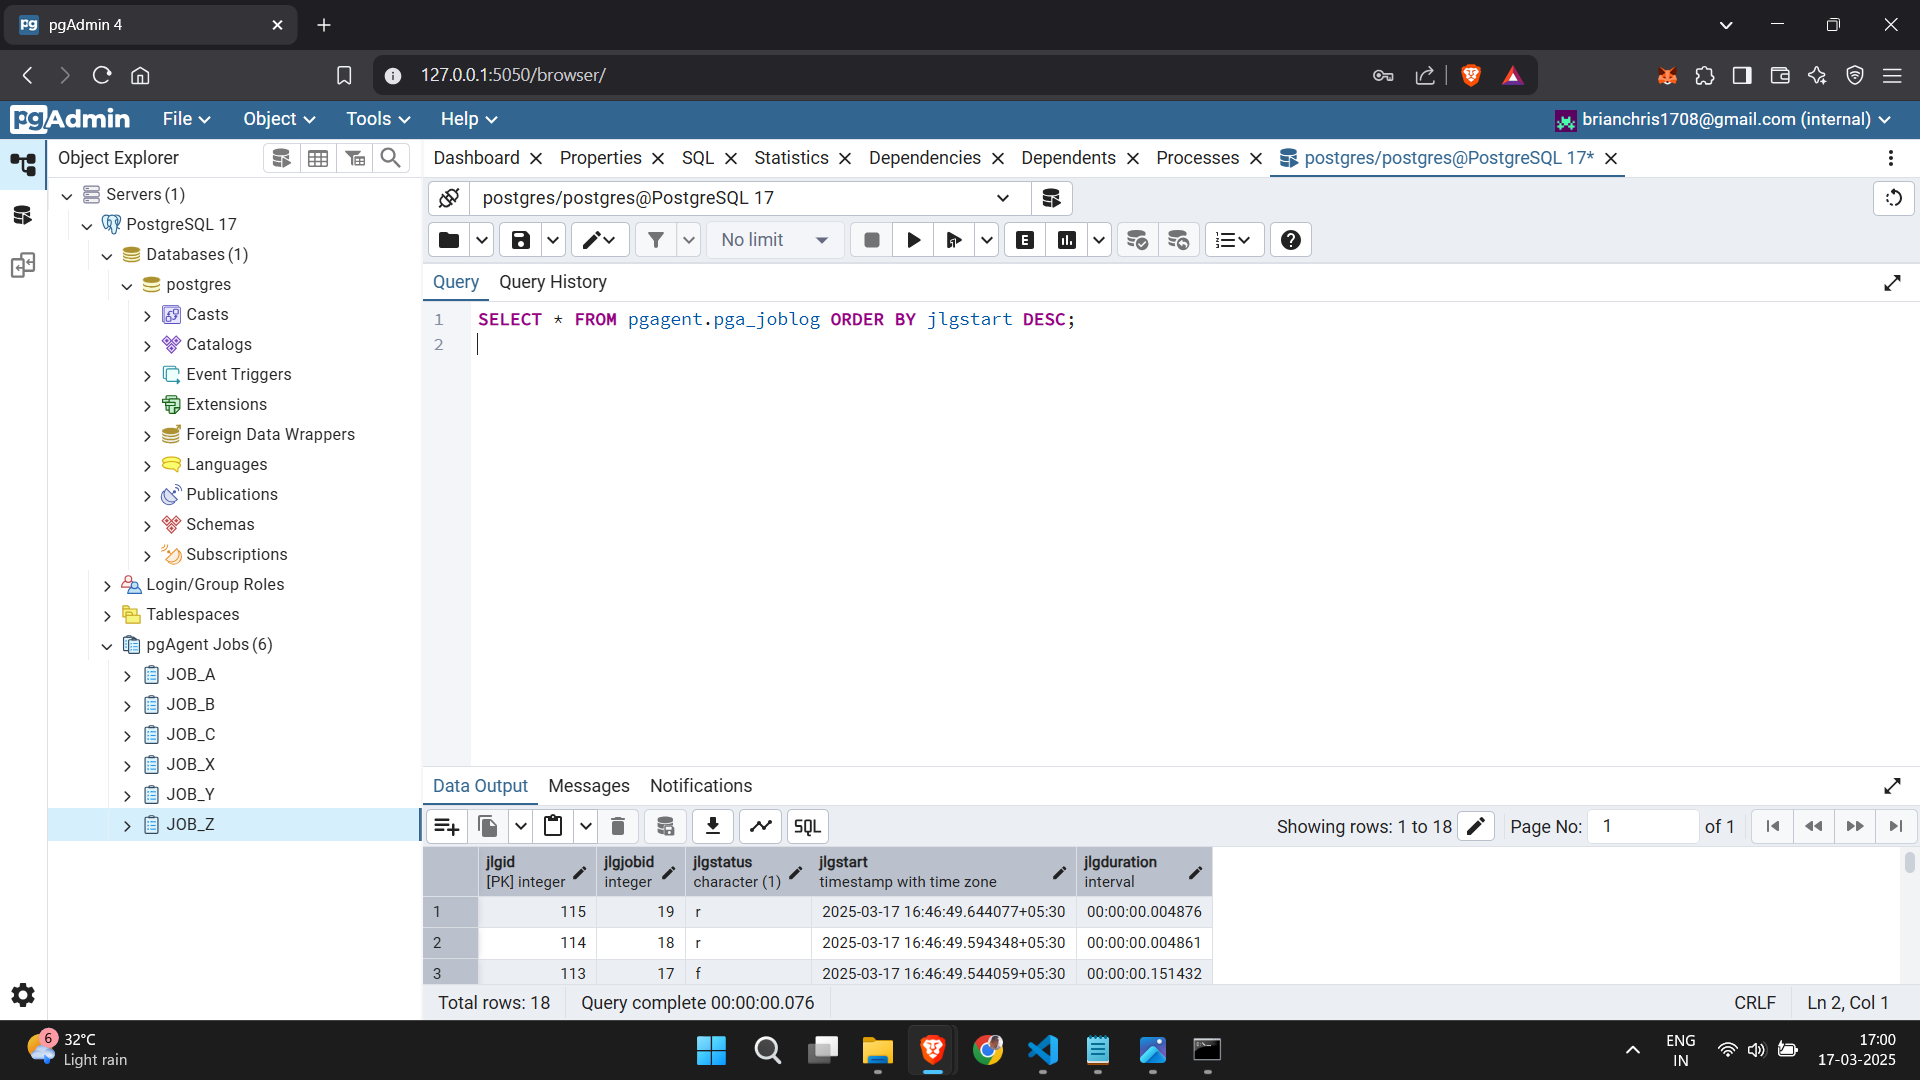 pgAdmin 4
127.0.0.1:5050/browser/
pgAdmin File Object Tools Help brianchris1708@gmail.com (internal)
Object Explorer
Dashboard Properties SQL Statistics Dependencies Dependents Processes postgres/postgres@PostgreSQL 17*
Servers (1)
PostgreSQL 17
Databases (1)
postgres
Casts
Catalogs
Event Triggers
Extensions
Foreign Data Wrappers
Languages
Publications
Schemas
Subscriptions
Login/Group Roles
Tablespaces
pgAgent Jobs (6)
JOB_A
JOB_B
JOB_C
JOB_X
JOB_Y
JOB_Z
postgres/postgres@PostgreSQL 17
No limit E
Query Query History
1 SELECT * FROM pgagent.pga_joblog ORDER BY jlgstart DESC;
2
Data Output Messages Notifications
SQL Showing rows: 1 to 18 Page No: 1 of 1
jlgid jlgjobid jlgstatus jlgstart jlgduration
[PK] integer integer character (1) timestamp with time zone interval
1 115 19 r 2025-03-17 16:46:49.644077+05:30 00:00:00.004876
2 114 18 r 2025-03-17 16:46:49.594348+05:30 00:00:00.004861
3 113 17 f 2025-03-17 16:46:49.544059+05:30 00:00:00.151432
Total rows: 18 Query complete 00:00:00.076 CRLF Ln 2, Col 1
6 32°C
Light rain
ENG
IN
17:00
17-03-2025